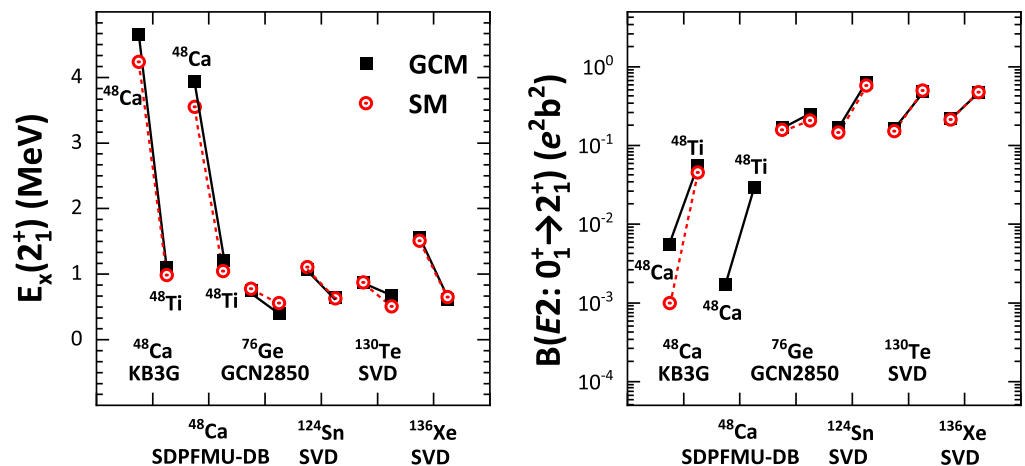 E_x(2₁⁺) (MeV)
4
3
2
1
0
⁴⁸Ca
⁴⁸Ca
⁴⁸Ti
⁴⁸Ti
GCM
SM
⁴⁸Ca
KB3G
⁷⁶Ge
GCN2850
¹³⁰Te
SVD
⁴⁸Ca
SDPFMU-DB
¹²⁴Sn
SVD
¹³⁶Xe
SVD
B(E2: 0₁⁺→2₁⁺) (e²b²)
10⁰
10⁻¹
10⁻²
10⁻³
10⁻⁴
⁴⁸Ti
⁴⁸Ti
⁴⁸Ca
⁴⁸Ca
⁴⁸Ca
KB3G
⁷⁶Ge
GCN2850
¹³⁰Te
SVD
⁴⁸Ca
SDPFMU-DB
¹²⁴Sn
SVD
¹³⁶Xe
SVD